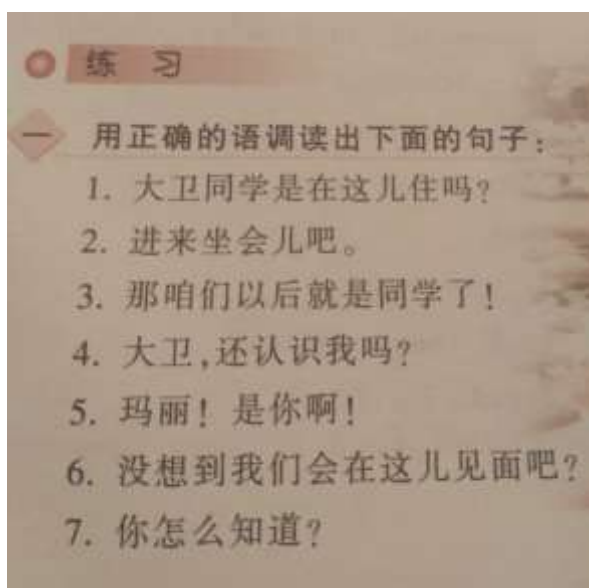 练 习
一 用正确的语调读出下面的句子：
1. 大卫同学是在这儿住吗？
2. 进来坐会儿吧。
3. 那咱们以后就是同学了！
4. 大卫，还认识我吗？
5. 玛丽！是你啊！
6. 没想到我们会在这儿见面吧？
7. 你怎么知道？